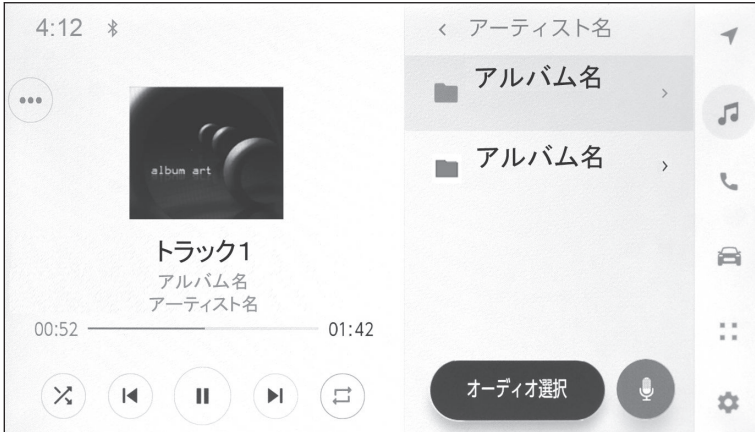 4:12
アーティスト名
アルバム名
アルバム名
album art
トラック1
アルバム名
アーティスト名
00:52
01:42
オーディオ選択